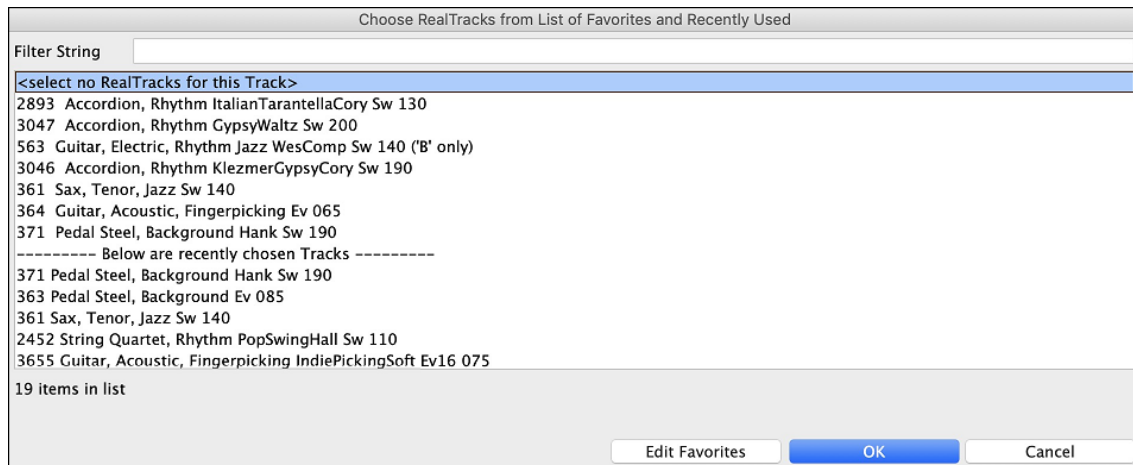 Choose RealTracks from List of Favorites and Recently Used
Filter String
<select no RealTracks for this Track>
2893  Accordion, Rhythm ItalianTarantellaCory Sw 130
3047  Accordion, Rhythm GypsyWaltz Sw 200
563  Guitar, Electric, Rhythm Jazz WesComp Sw 140 ('B' only)
3046  Accordion, Rhythm KlezmerGypsyCory Sw 190
361  Sax, Tenor, Jazz Sw 140
364  Guitar, Acoustic, Fingerpicking Ev 065
371  Pedal Steel, Background Hank Sw 190
--------- Below are recently chosen Tracks ---------
371 Pedal Steel, Background Hank Sw 190
363 Pedal Steel, Background Ev 085
361 Sax, Tenor, Jazz Sw 140
2452 String Quartet, Rhythm PopSwingHall Sw 110
3655 Guitar, Acoustic, Fingerpicking IndiePickingSoft Ev16 075
19 items in list
Edit Favorites OK Cancel